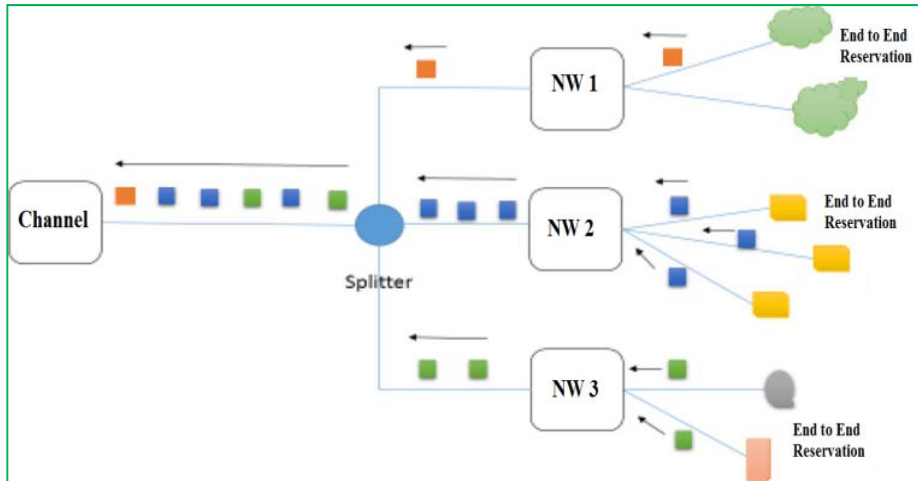 End to End
Reservation
NW 1
Channel
NW 2
End to End
Reservation
Splitter
NW 3
End to End
Reservation